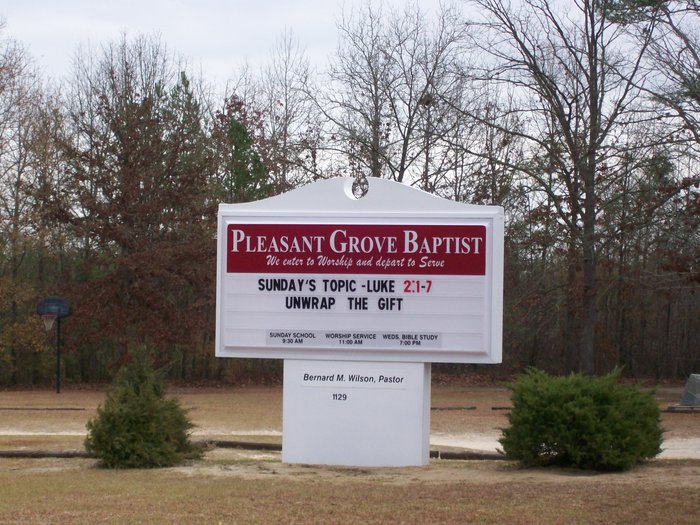 PLEASANT GROVE BAPTIST
We enter to Worship and depart to Serve
SUNDAY'S TOPIC -LUKE 2:1-7
UNWRAP THE GIFT
SUNDAY SCHOOL WORSHIP SERVICE WEDS. BIBLE STUDY
9:30 AM 11:00 AM 7:00 PM
Bernard M. Wilson, Pastor
1129